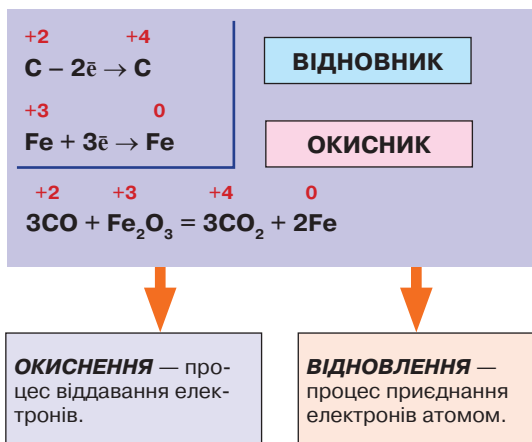 +2 +4
C – 2ē → C
ВІДНОВНИК
+3 0
Fe + 3ē → Fe
ОКИСНИК
+2 +3 +4 0
3CO + Fe₂O₃ = 3CO₂ + 2Fe
ОКИСНЕННЯ — про-
цес віддавання елек-
тронів.
ВІДНОВЛЕННЯ —
процес приєднання
електронів атомом.